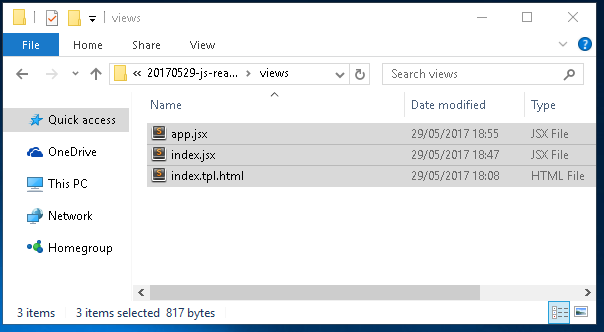 views
File Home Share View
20170529-js-rea... views Search views
Name Date modified Type
Quick access
OneDrive
This PC
Network
Homegroup
app.jsx 29/05/2017 18:55 JSX File
index.jsx 29/05/2017 18:47 JSX File
index.tpl.html 29/05/2017 18:08 HTML File
3 items 3 items selected 817 bytes